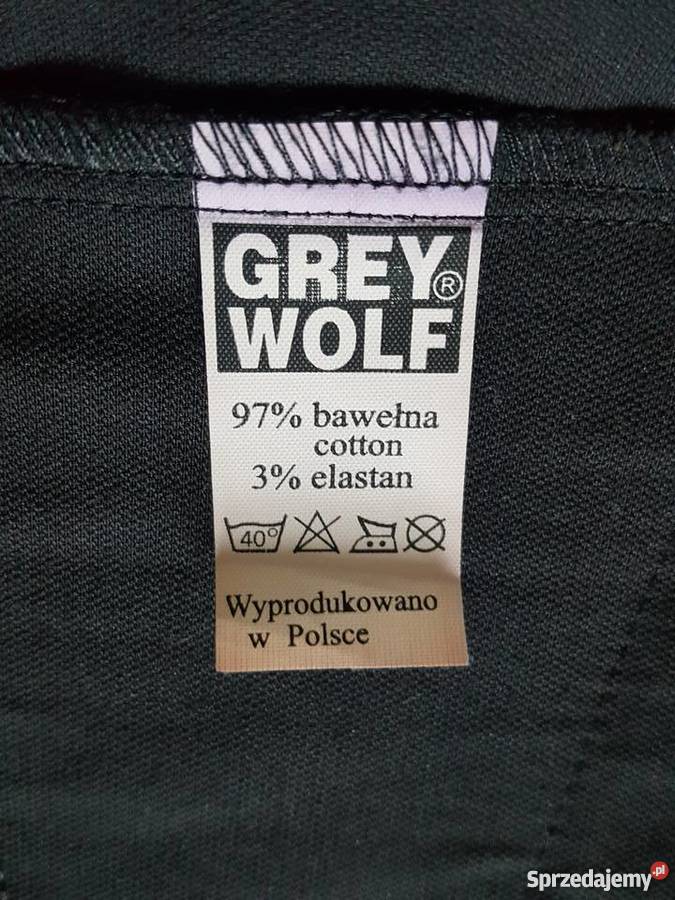 GREY®
WOLF
97% bawełna
cotton
3% elastan
40°
Wyprodukowano
w Polsce
Sprzedajemy.pl